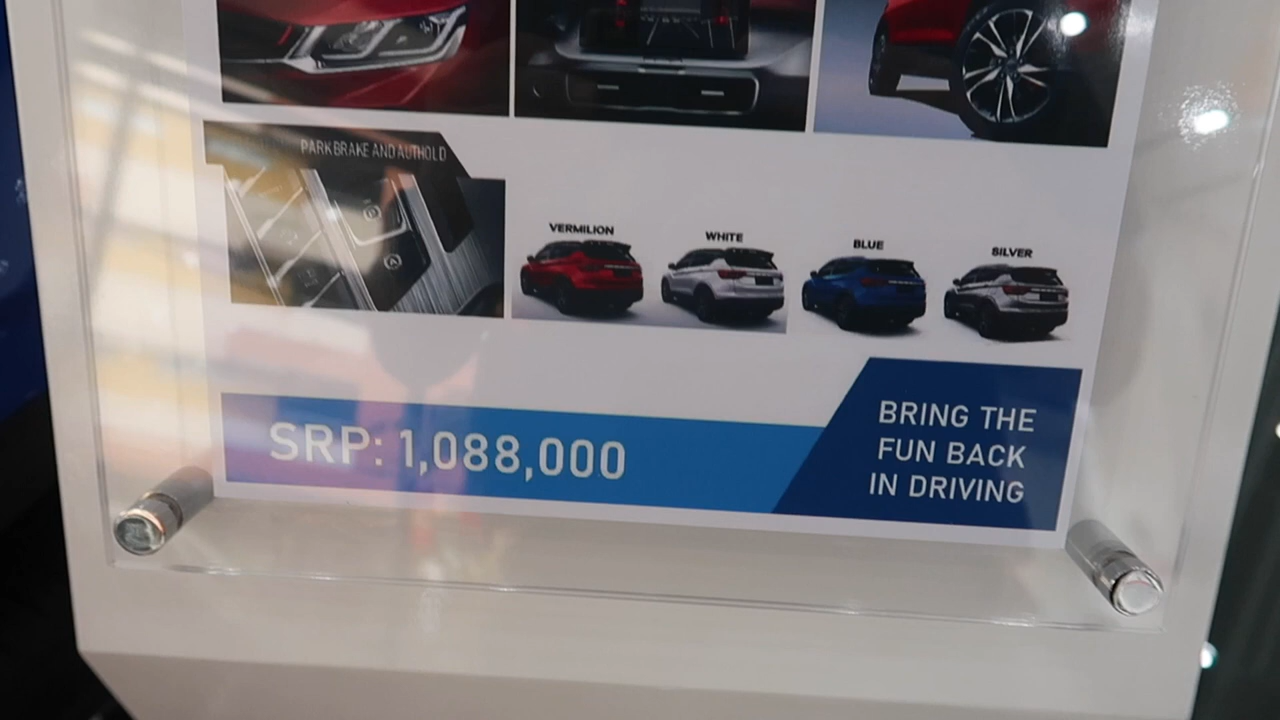 PARK BRAKE AND AUTHOLD
VERMILION
WHITE
BLUE
SILVER
SRP: 1,088,000
BRING THE
FUN BACK
IN DRIVING